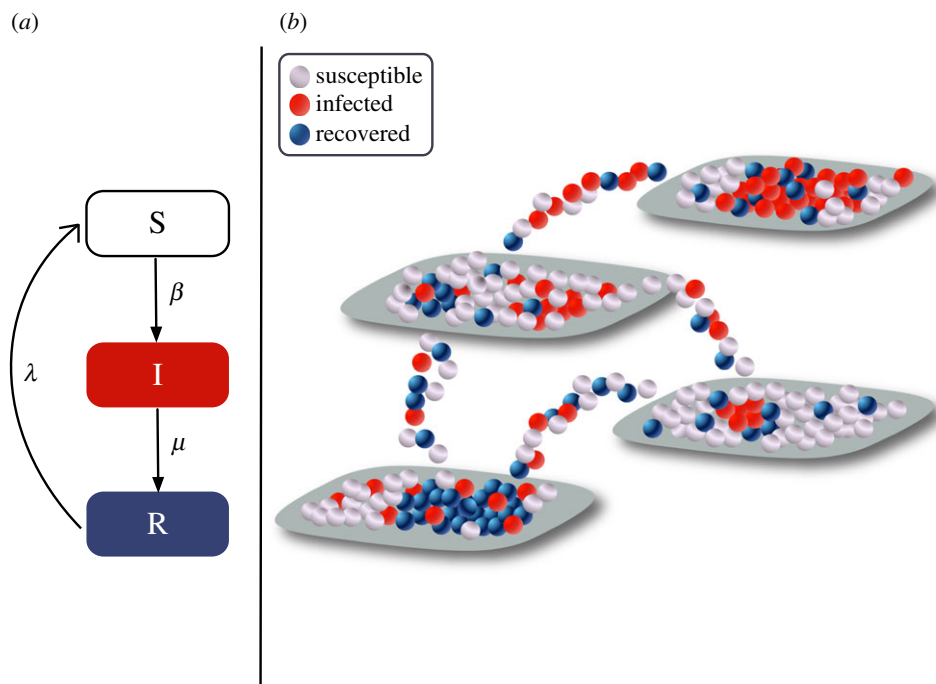 (a)
S
β
I
λ
μ
R
(b)
susceptible
infected
recovered